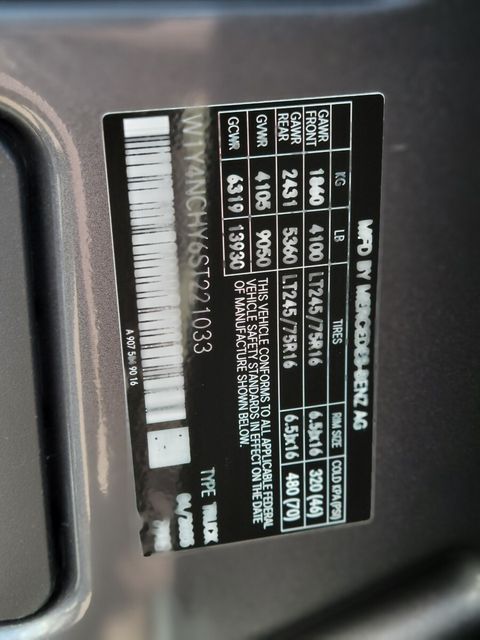 MFD BY MERCEDES-BENZ AG
KG LB TIRES RIM SIZE COLD KPA (PSI)
GAWR FRONT 1860 4100 LT245/75R16 6.5Jx16 320 (46)
GAWR REAR 2431 5360 LT245/75R16 6.5Jx16 480 (70)
GVWR 4105 9050
GCWR 6319 13930
THIS VEHICLE CONFORMS TO ALL APPLICABLE FEDERAL
VEHICLE SAFETY STANDARDS IN EFFECT ON THE DATE
OF MANUFACTURE SHOWN BELOW.
W1Y4NCHY6ST221033
TYPE TRUCK
A 907 584 90 16